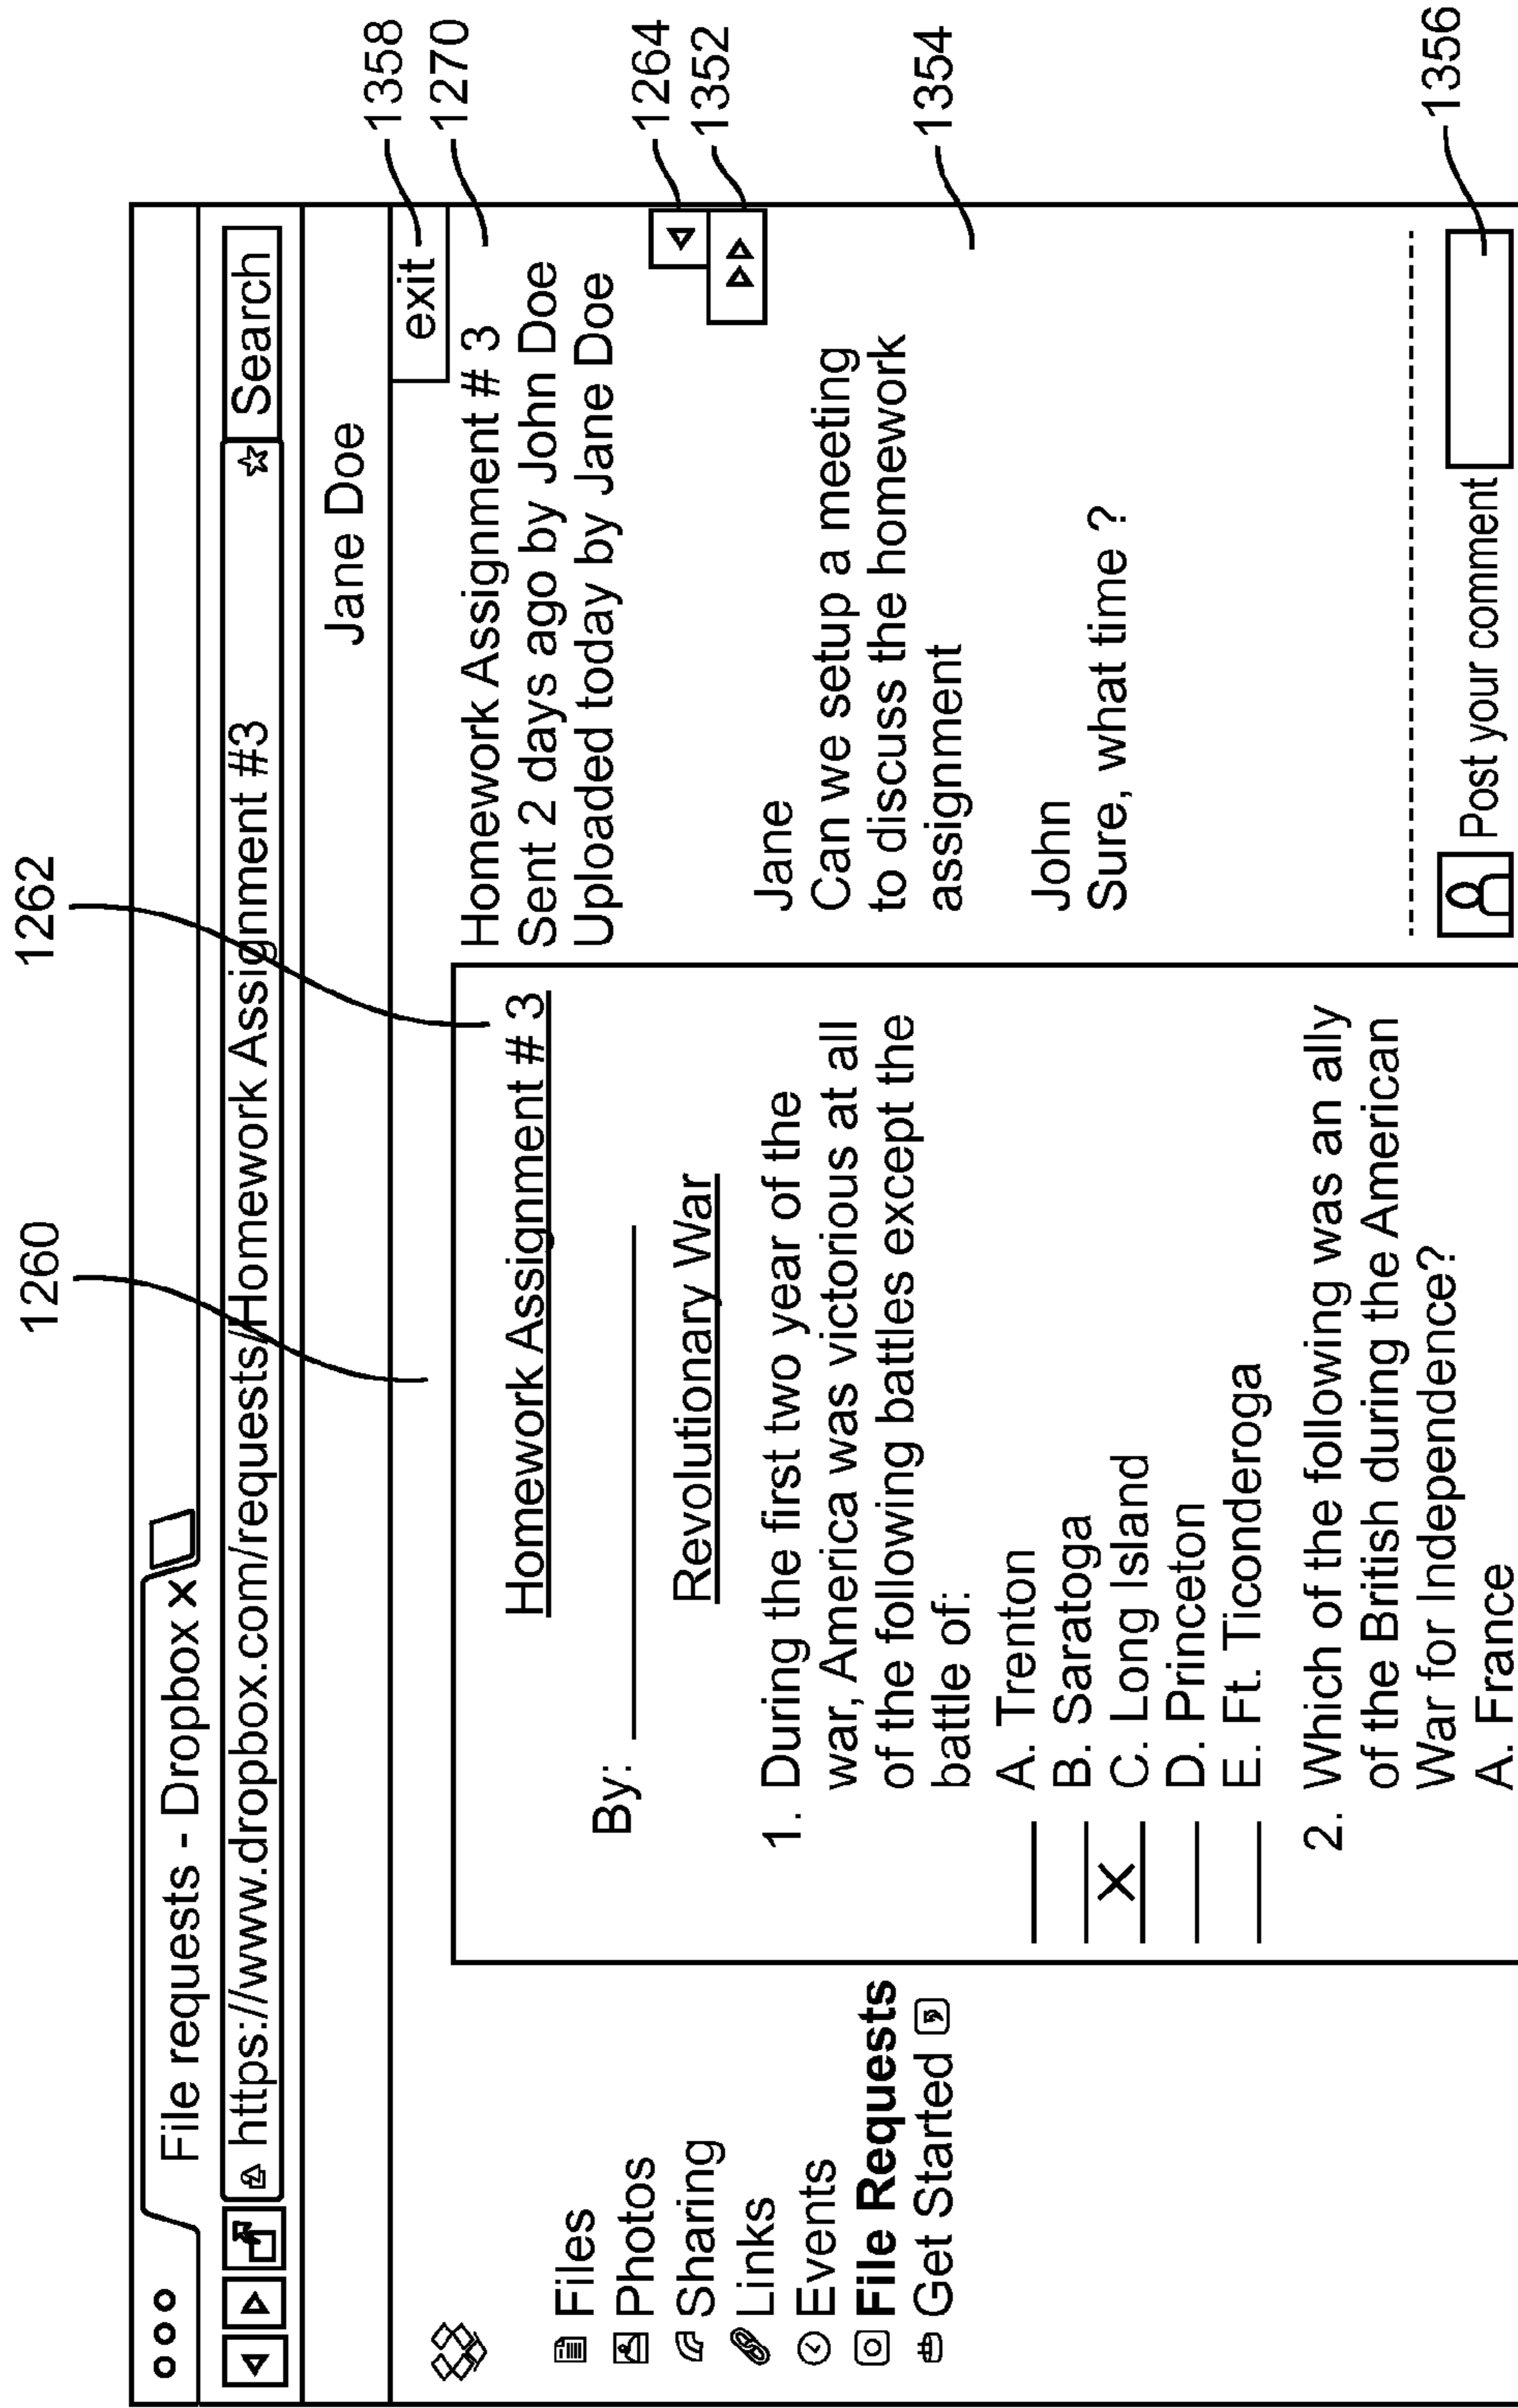 1260
1262
File requests - Dropbox X
https://www.dropbox.com/requests/Homework Assignment #3
Search
Jane Doe
exit
1358
1270
1264
1352
1354
1356
Files
Photos
Sharing
Links
Events
File Requests
Get Started
Homework Assignment # 3
By:
Revolutionary War
1. During the first two year of the
war, America was victorious at all
of the following battles except the
battle of:
A. Trenton
B. Saratoga
X C. Long Island
D. Princeton
E. Ft. Ticonderoga
2. Which of the following was an ally
of the British during the American
War for Independence?
A. France
Homework Assignment # 3
Sent 2 days ago by John Doe
Uploaded today by Jane Doe
Jane
Can we setup a meeting
to discuss the homework
assignment
John
Sure, what time ?
Post your comment